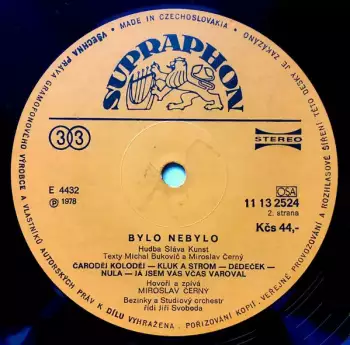 MADE IN CZECHOSLOVAKIA
VŠECHNA PRÁVA GRAMOFONOVÉHO VÝROBCE A VLASTNÍKŮ AUTORSKÝCH PRÁV K DÍLU VYHRAŽENA. POŘIZOVÁNÍ KOPIÍ, VEŘEJNÉ PROVOZOVÁNÍ A ROZHLASOVÉ ŠÍŘENÍ TÉTO DESKY JE ZAKÁZÁNO
SUPRAPHON
33
STEREO
E 4432
Ⓟ 1978
OSA
11 13 2524
2. strana
Kčs 44,-
BYLO NEBYLO
Hudba Sláva Kunst
Texty Michal Bukovič a Miroslav Černý
ČARODĚJ KOLODĚJ — KLUK A STROM — DĚDEČEK —
NULA — JÁ JSEM VÁS VČAS VAROVAL
Hovoří a zpívá
MIROSLAV ČERNÝ
Bezinky a Studiový orchestr
řídí Jiří Svoboda